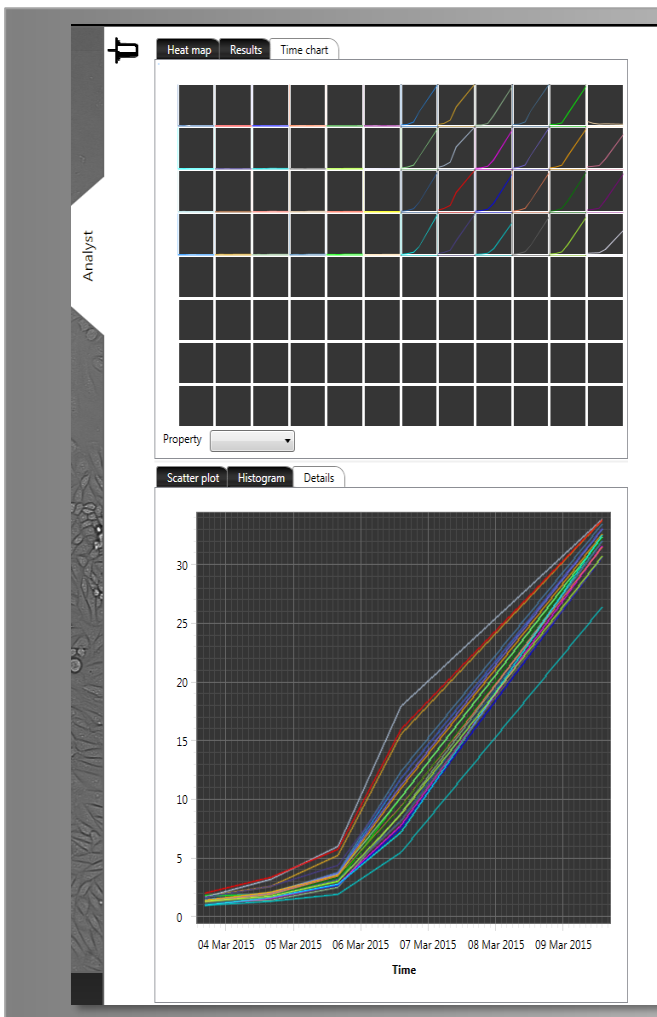 Heat map Results Time chart
Analyst
Property
Scatter plot Histogram Details
30
25
20
15
10
5
0
04 Mar 2015 05 Mar 2015 06 Mar 2015 07 Mar 2015 08 Mar 2015 09 Mar 2015
Time